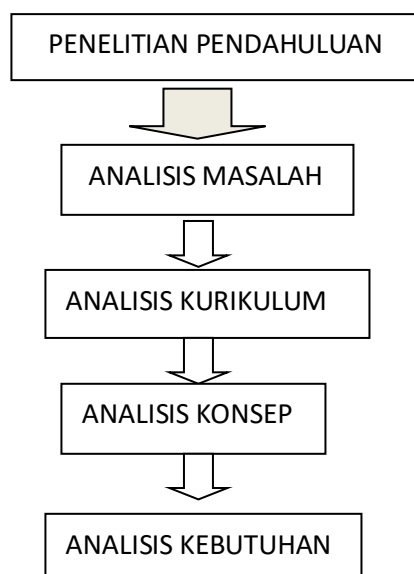 PENELITIAN PENDAHULUAN
ANALISIS MASALAH
ANALISIS KURIKULUM
ANALISIS KONSEP
ANALISIS KEBUTUHAN